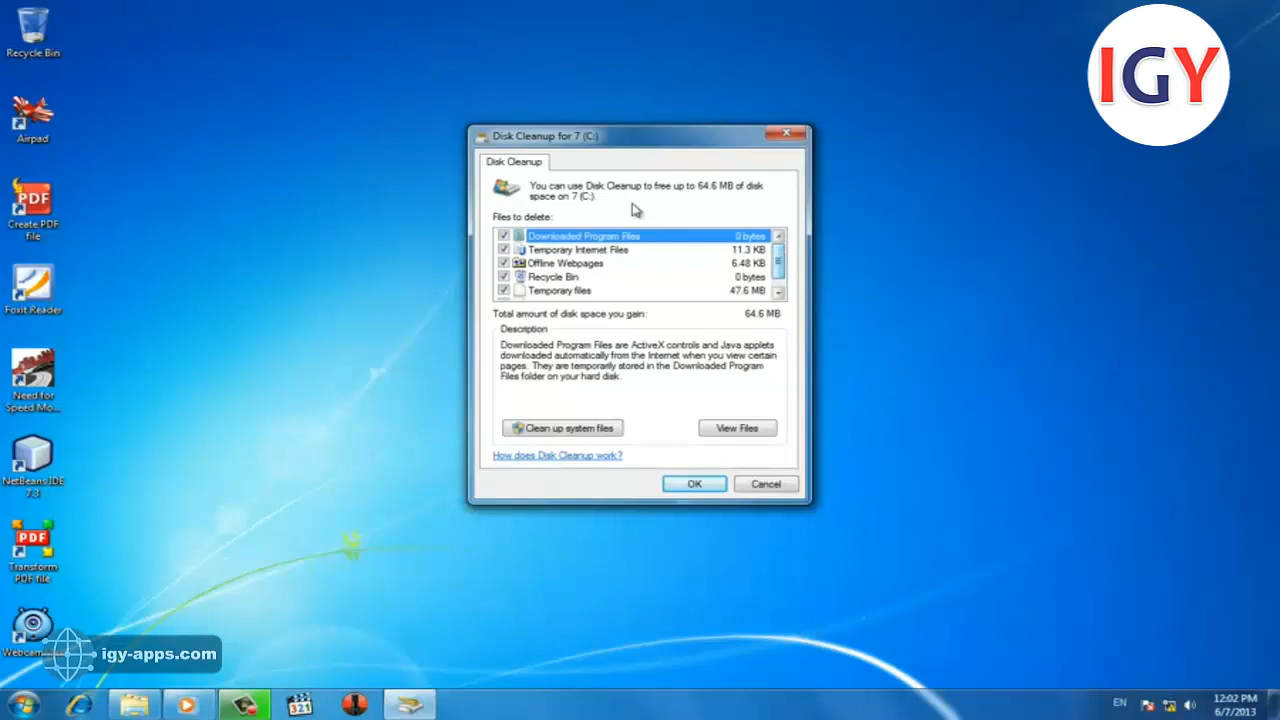 Recycle Bin
Airpad
Create PDF
file
Foxit Reader
Need for
Speed Mo...
NetBeans IDE
7.3
Transform
PDF file
IGY
Disk Cleanup for 7 (C:)
Disk Cleanup
You can use Disk Cleanup to free up to 64.6 MB of disk
space on 7 (C:).
Files to delete:
Downloaded Program Files 0 bytes
Temporary Internet Files 11.3 KB
Offline Webpages 6.48 KB
Recycle Bin 0 bytes
Temporary files 47.6 MB
Total amount of disk space you gain: 64.6 MB
Description
Downloaded Program Files are ActiveX controls and Java applets
downloaded automatically from the Internet when you view certain
pages. They are temporarily stored in the Downloaded Program
Files folder on your hard disk.
Clean up system files View Files
How does Disk Cleanup work?
OK Cancel
igy-apps.com
321
EN
12:02 PM
6/7/2013